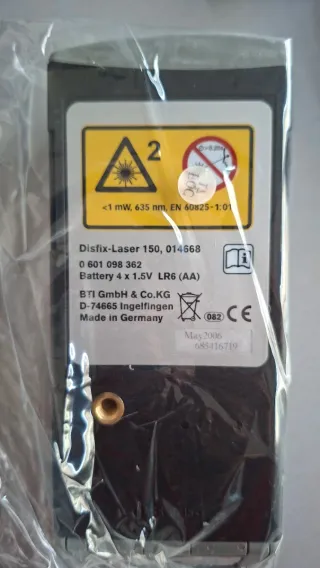 2
<1 mW, 635 nm, EN 60825-1:01
Disfix-Laser 150, 014668
0 601 098 362
Battery 4 x 1.5V LR6 (AA)
BTI GmbH & Co.KG
D-74665 Ingelfingen
Made in Germany
082 CE
May2006